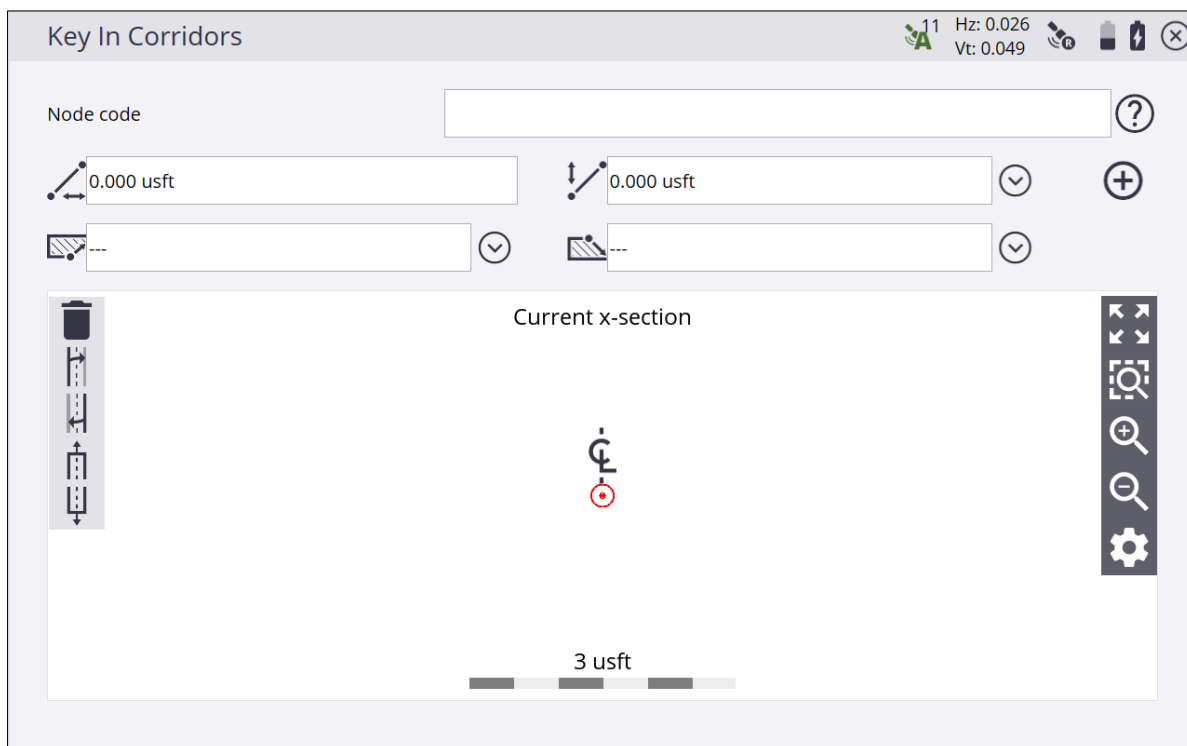 Key In Corridors
11
Hz: 0.026
Vt: 0.049
Node code
0.000 usft
0.000 usft
---
---
Current x-section
3 usft